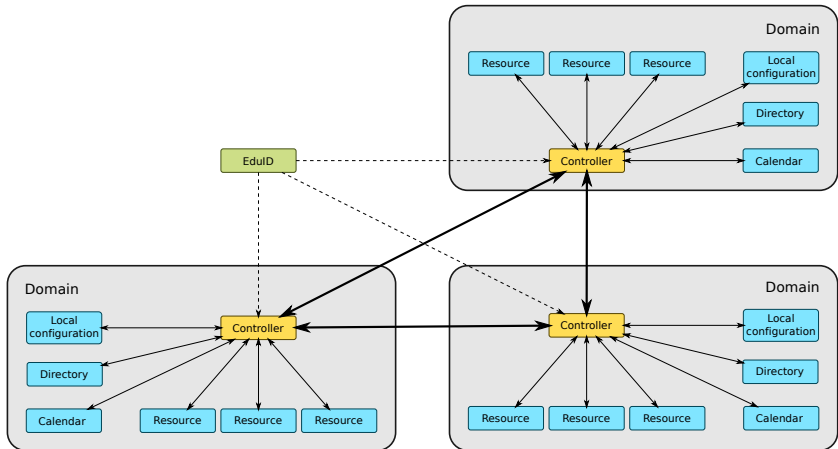 Domain
Resource
Resource
Resource
Local
configuration
Directory
Calendar
Controller
EduID
Domain
Local
configuration
Controller
Directory
Calendar
Resource
Resource
Resource
Domain
Controller
Local
configuration
Directory
Resource
Resource
Resource
Calendar